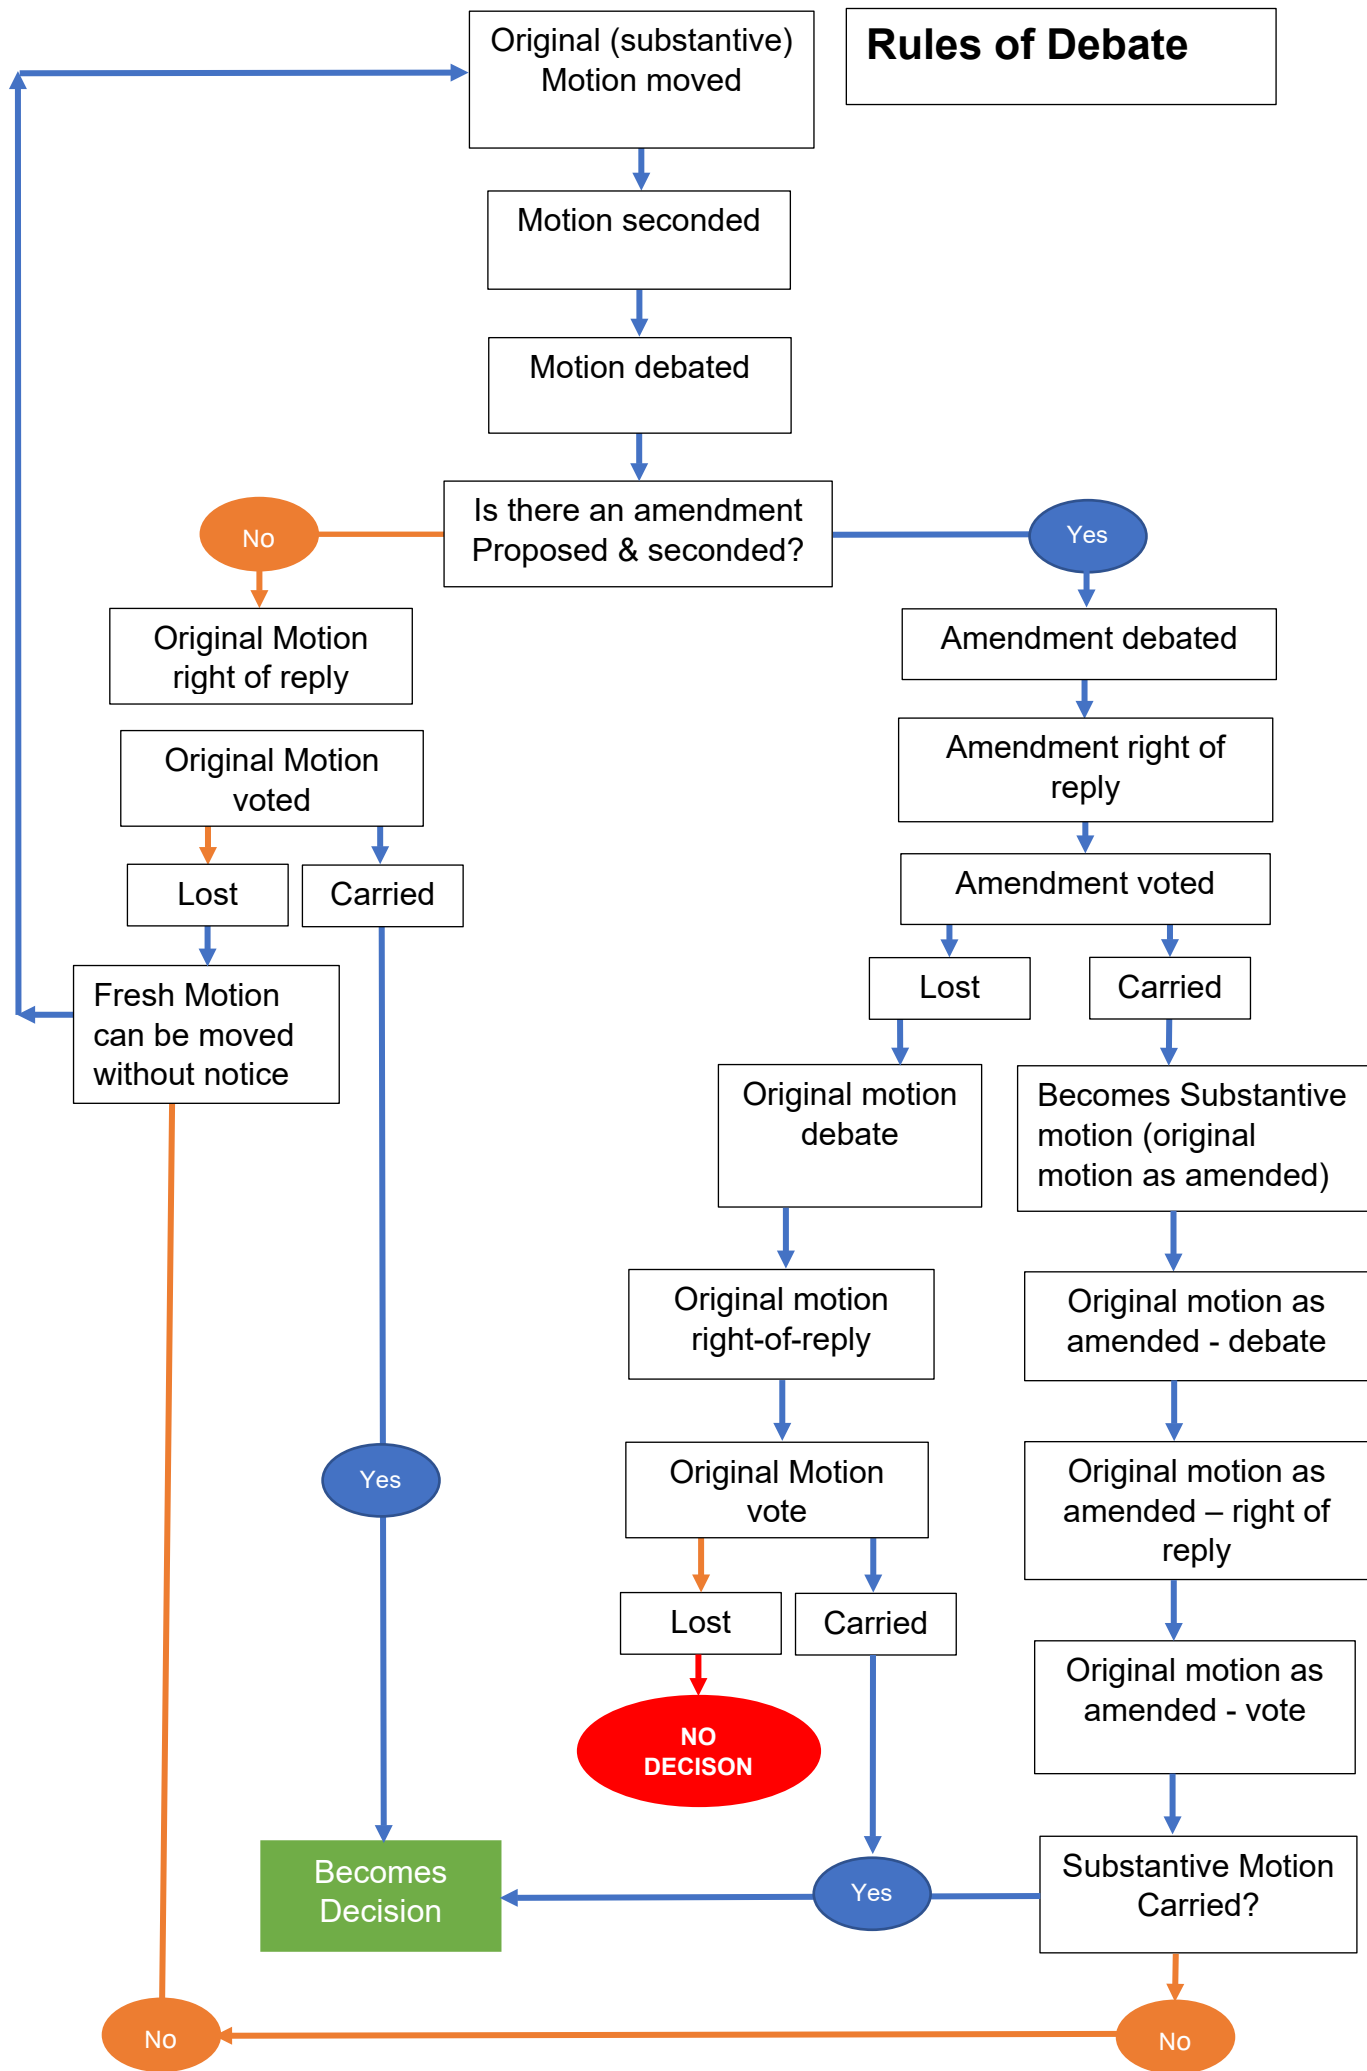 Original (substantive)
Motion moved
Rules of Debate
Motion seconded
Motion debated
Is there an amendment
Proposed & seconded?
No
Yes
Original Motion
right of reply
Original Motion
voted
Lost
Carried
Fresh Motion
can be moved
without notice
Amendment debated
Amendment right of
reply
Amendment voted
Lost
Carried
Original motion
debate
Becomes Substantive
motion (original
motion as amended)
Original motion
right-of-reply
Original motion as
amended - debate
Yes
Original Motion
vote
Original motion as
amended – right of
reply
Lost
Carried
Original motion as
amended - vote
NO
DECISON
Becomes
Decision
Yes
Substantive Motion
Carried?
No
No